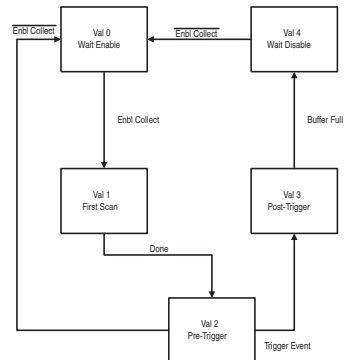 Enbl Collect
Val 0
Wait Enable
Enbl Collect
Val 4
Wait Disable
Enbl Collect
Buffer Full
Val 1
First Scan
Val 3
Post-Trigger
Done
Val 2
Pre-Trigger
Trigger Event